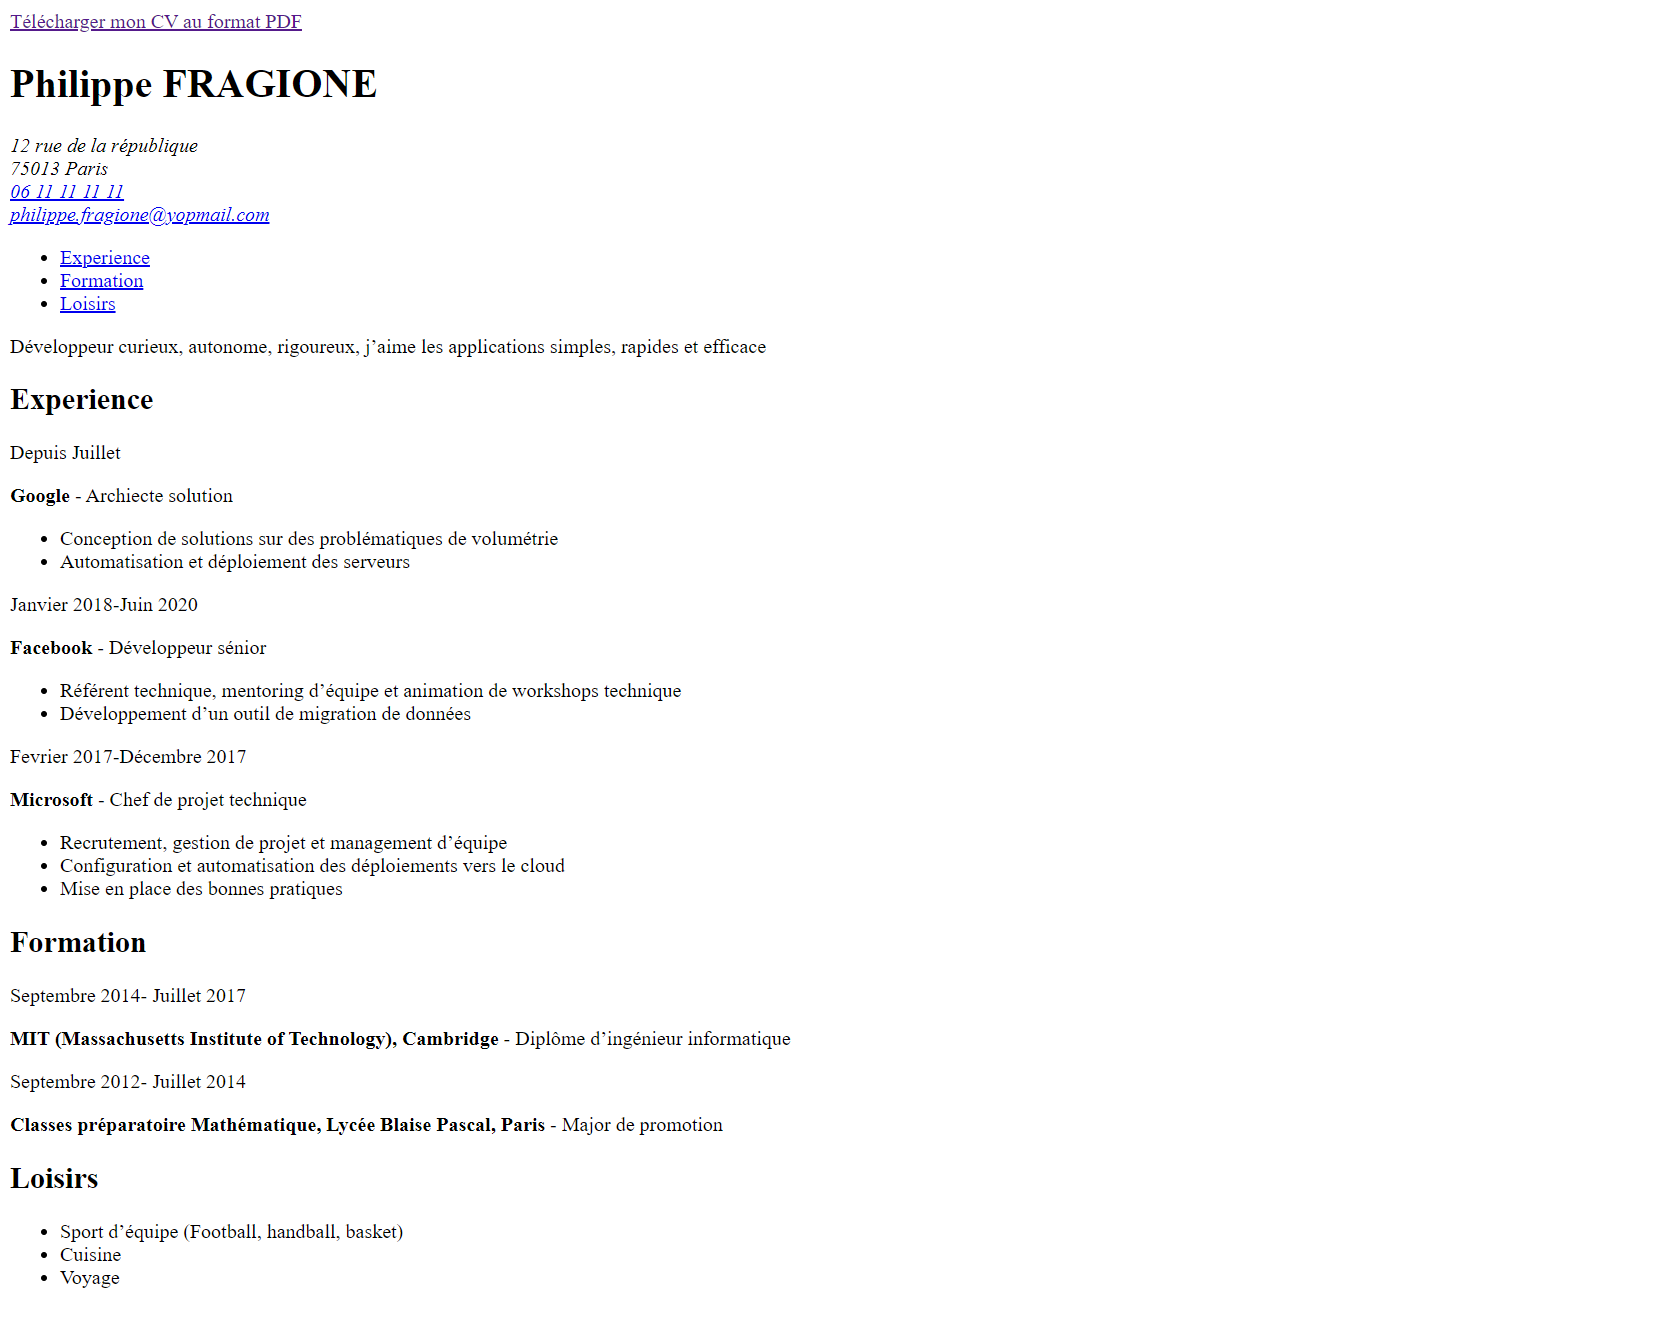 Télécharger mon CV au format PDF
Philippe FRAGIONE
12 rue de la république
75013 Paris
06 11 11 11 11
philippe.fragione@yopmail.com
Experience
Formation
Loisirs
Développeur curieux, autonome, rigoureux, j’aime les applications simples, rapides et efficace
Experience
Depuis Juillet
Google - Archiecte solution
Conception de solutions sur des problématiques de volumétrie
Automatisation et déploiement des serveurs
Janvier 2018-Juin 2020
Facebook - Développeur sénior
Référent technique, mentoring d’équipe et animation de workshops technique
Développement d’un outil de migration de données
Fevrier 2017-Décembre 2017
Microsoft - Chef de projet technique
Recrutement, gestion de projet et management d’équipe
Configuration et automatisation des déploiements vers le cloud
Mise en place des bonnes pratiques
Formation
Septembre 2014- Juillet 2017
MIT (Massachusetts Institute of Technology), Cambridge - Diplôme d’ingénieur informatique
Septembre 2012- Juillet 2014
Classes préparatoire Mathématique, Lycée Blaise Pascal, Paris - Major de promotion
Loisirs
Sport d’équipe (Football, handball, basket)
Cuisine
Voyage